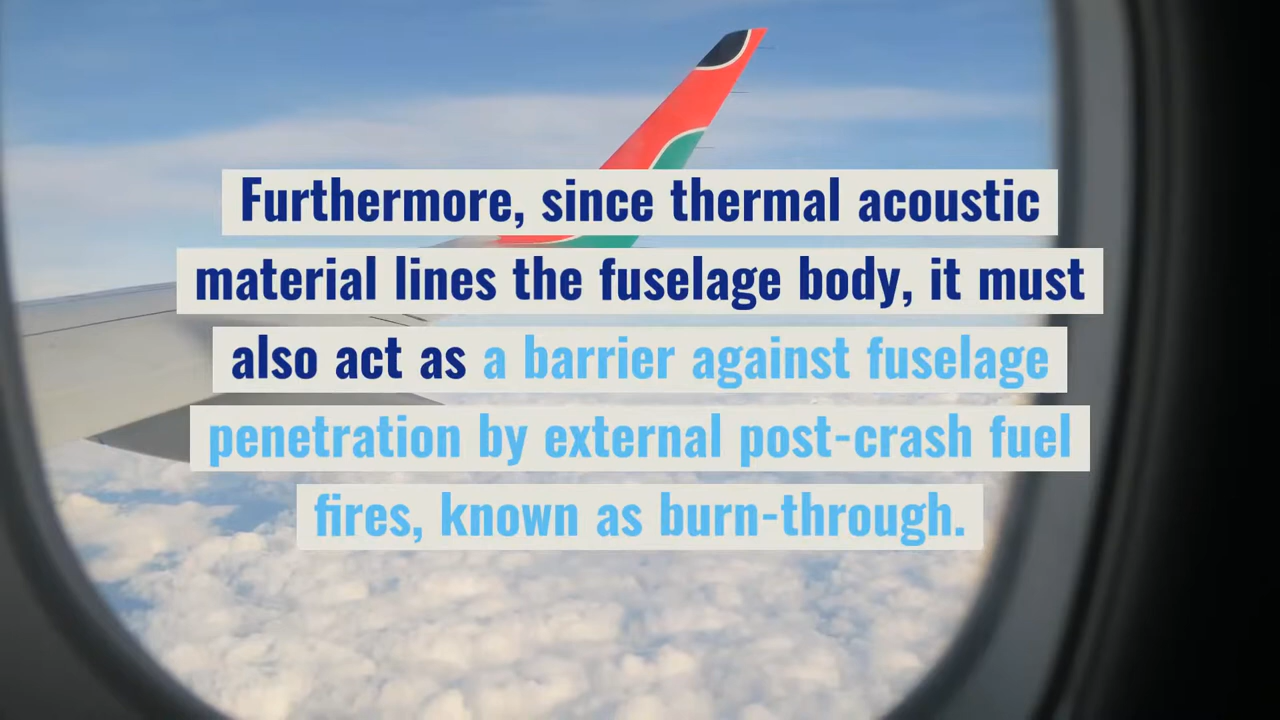 Furthermore, since thermal acoustic
material lines the fuselage body, it must
also act as a barrier against fuselage
penetration by external post-crash fuel
fires, known as burn-through.